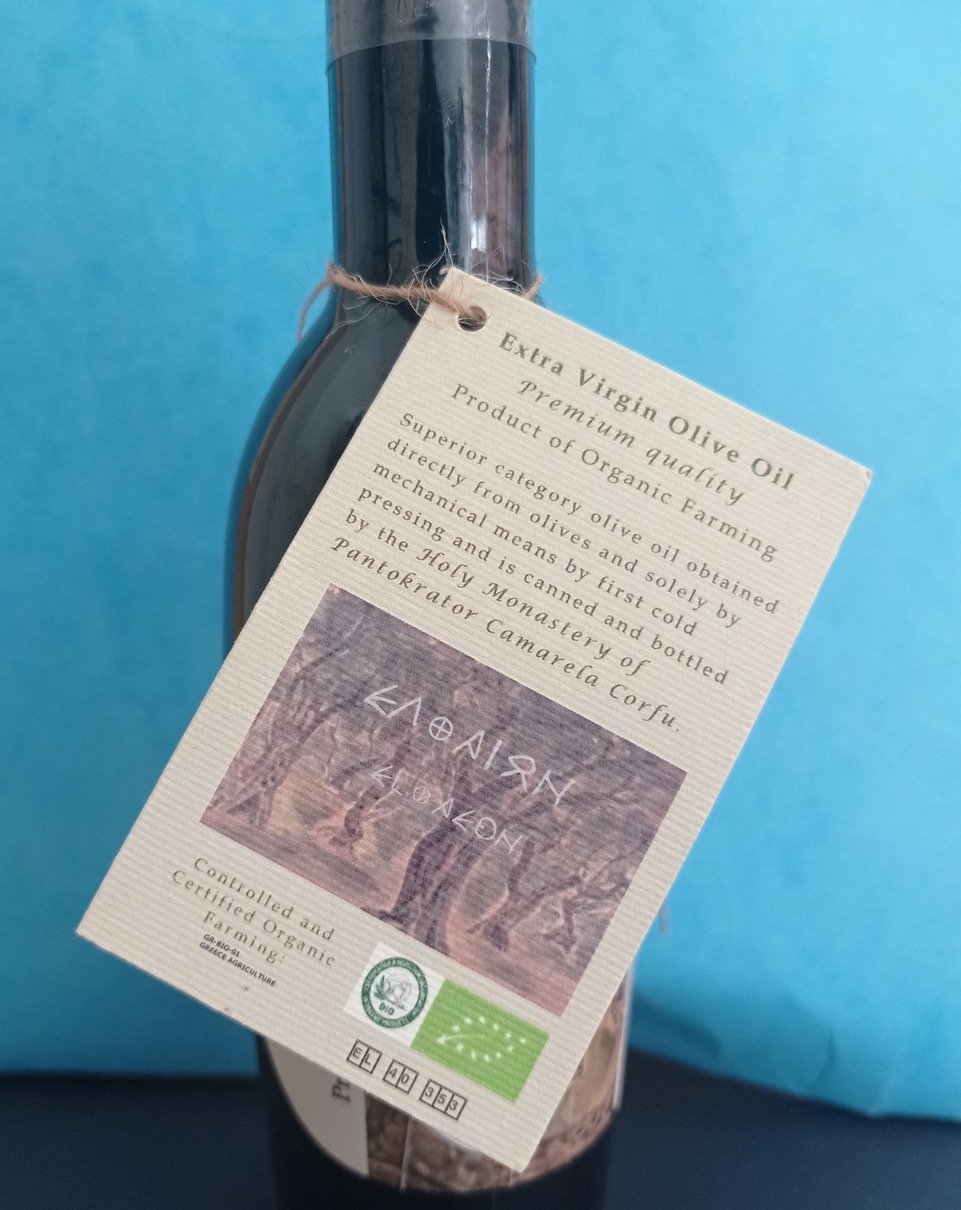 Extra Virgin Olive Oil
Premium quality
Product of Organic Farming
Superior category olive oil obtained
directly from olives and solely by
mechanical means by first cold
pressing and is canned and bottled
by the Holy Monastery of
Pantokrator Camarela Corfu.
Controlled and
Certified Organic
Farming:
GR-BIO-01
GREECE AGRICULTURE
DIO
EL 40 353